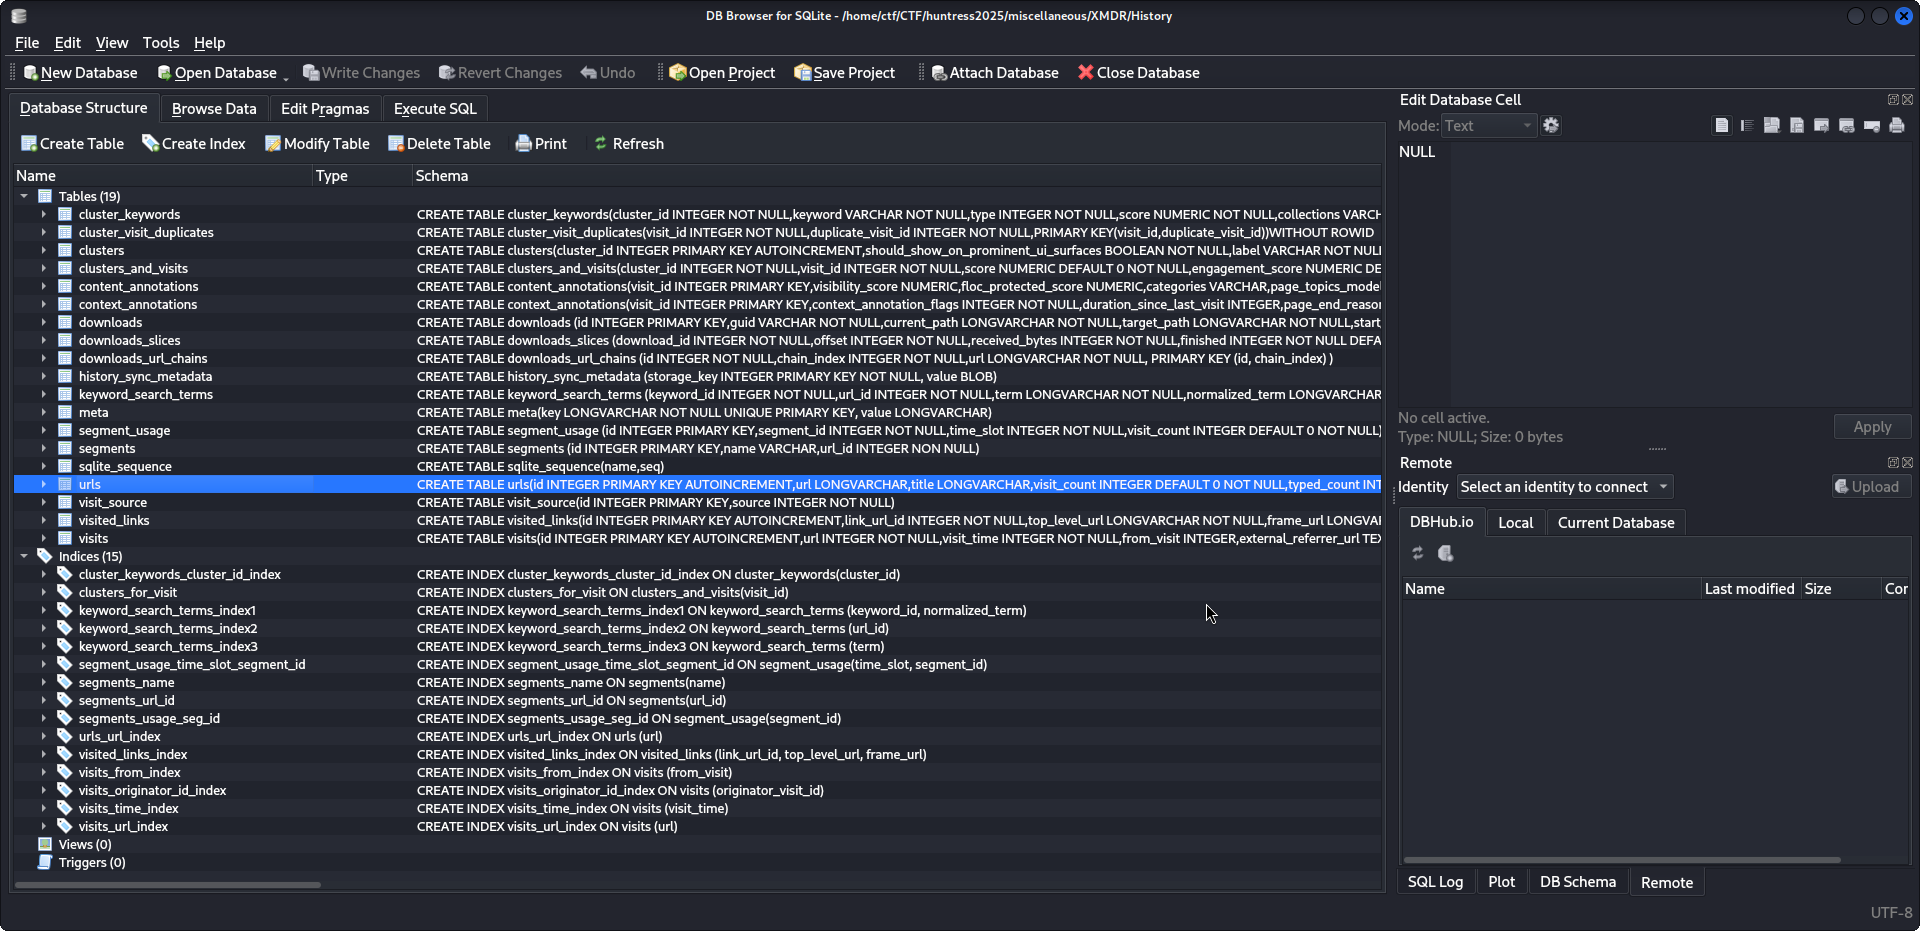 DB Browser for SQLite - /home/ctf/CTF/huntress2025/miscellaneous/XMDR/History
File Edit View Tools Help
New Database Open Database Write Changes Revert Changes Undo Open Project Save Project Attach Database Close Database
Database Structure Browse Data Edit Pragmas Execute SQL
Create Table Create Index Modify Table Delete Table Print Refresh
Name Type Schema
Tables (19)
cluster_keywords CREATE TABLE cluster_keywords(cluster_id INTEGER NOT NULL,keyword VARCHAR NOT NULL,type INTEGER NOT NULL,score NUMERIC NOT NULL,collections VARCH
cluster_visit_duplicates CREATE TABLE cluster_visit_duplicates(visit_id INTEGER NOT NULL,duplicate_visit_id INTEGER NOT NULL,PRIMARY KEY(visit_id,duplicate_visit_id))WITHOUT ROWID
clusters CREATE TABLE clusters(cluster_id INTEGER PRIMARY KEY AUTOINCREMENT,should_show_on_prominent_ui_surfaces BOOLEAN NOT NULL,label VARCHAR NOT NULL
clusters_and_visits CREATE TABLE clusters_and_visits(cluster_id INTEGER NOT NULL,visit_id INTEGER NOT NULL,score NUMERIC DEFAULT 0 NOT NULL,engagement_score NUMERIC DE
content_annotations CREATE TABLE content_annotations(visit_id INTEGER PRIMARY KEY,visibility_score NUMERIC,floc_protected_score NUMERIC,categories VARCHAR,page_topics_mode
context_annotations CREATE TABLE context_annotations(visit_id INTEGER PRIMARY KEY,context_annotation_flags INTEGER NOT NULL,duration_since_last_visit INTEGER,page_end_reaso
downloads CREATE TABLE downloads (id INTEGER PRIMARY KEY,guid VARCHAR NOT NULL,current_path LONGVARCHAR NOT NULL,target_path LONGVARCHAR NOT NULL,start_
downloads_slices CREATE TABLE downloads_slices (download_id INTEGER NOT NULL,offset INTEGER NOT NULL,received_bytes INTEGER NOT NULL,finished INTEGER NOT NULL DEFA
downloads_url_chains CREATE TABLE downloads_url_chains (id INTEGER NOT NULL,chain_index INTEGER NOT NULL,url LONGVARCHAR NOT NULL, PRIMARY KEY (id, chain_index) )
history_sync_metadata CREATE TABLE history_sync_metadata (storage_key INTEGER PRIMARY KEY NOT NULL, value BLOB)
keyword_search_terms CREATE TABLE keyword_search_terms (keyword_id INTEGER NOT NULL,url_id INTEGER NOT NULL,term LONGVARCHAR NOT NULL,normalized_term LONGVARCHAR
meta CREATE TABLE meta(key LONGVARCHAR NOT NULL UNIQUE PRIMARY KEY, value LONGVARCHAR)
segment_usage CREATE TABLE segment_usage (id INTEGER PRIMARY KEY,segment_id INTEGER NOT NULL,time_slot INTEGER NOT NULL,visit_count INTEGER DEFAULT 0 NOT NULL)
segments CREATE TABLE segments (id INTEGER PRIMARY KEY,name VARCHAR,url_id INTEGER NON NULL)
sqlite_sequence CREATE TABLE sqlite_sequence(name,seq)
urls CREATE TABLE urls(id INTEGER PRIMARY KEY AUTOINCREMENT,url LONGVARCHAR,title LONGVARCHAR,visit_count INTEGER DEFAULT 0 NOT NULL,typed_count INT
visit_source CREATE TABLE visit_source(id INTEGER PRIMARY KEY,source INTEGER NOT NULL)
visited_links CREATE TABLE visited_links(id INTEGER PRIMARY KEY AUTOINCREMENT,link_url_id INTEGER NOT NULL,top_level_url LONGVARCHAR NOT NULL,frame_url LONGVAF
visits CREATE TABLE visits(id INTEGER PRIMARY KEY AUTOINCREMENT,url INTEGER NOT NULL,visit_time INTEGER NOT NULL,from_visit INTEGER,external_referrer_url TEX
Indices (15)
cluster_keywords_cluster_id_index CREATE INDEX cluster_keywords_cluster_id_index ON cluster_keywords(cluster_id)
clusters_for_visit CREATE INDEX clusters_for_visit ON clusters_and_visits(visit_id)
keyword_search_terms_index1 CREATE INDEX keyword_search_terms_index1 ON keyword_search_terms (keyword_id, normalized_term)
keyword_search_terms_index2 CREATE INDEX keyword_search_terms_index2 ON keyword_search_terms (url_id)
keyword_search_terms_index3 CREATE INDEX keyword_search_terms_index3 ON keyword_search_terms (term)
segment_usage_time_slot_segment_id CREATE INDEX segment_usage_time_slot_segment_id ON segment_usage(time_slot, segment_id)
segments_name CREATE INDEX segments_name ON segments(name)
segments_url_id CREATE INDEX segments_url_id ON segments(url_id)
segments_usage_seg_id CREATE INDEX segments_usage_seg_id ON segment_usage(segment_id)
urls_url_index CREATE INDEX urls_url_index ON urls (url)
visited_links_index CREATE INDEX visited_links_index ON visited_links (link_url_id, top_level_url, frame_url)
visits_from_index CREATE INDEX visits_from_index ON visits (from_visit)
visits_originator_id_index CREATE INDEX visits_originator_id_index ON visits (originator_visit_id)
visits_time_index CREATE INDEX visits_time_index ON visits (visit_time)
visits_url_index CREATE INDEX visits_url_index ON visits (url)
Views (0)
Triggers (0)
Edit Database Cell
Mode: Text
NULL
No cell active.
Type: NULL; Size: 0 bytes
Apply
Remote
Identity Select an identity to connect Upload
DBHub.io Local Current Database
Name Last modified Size Cor
SQL Log Plot DB Schema Remote
UTF-8